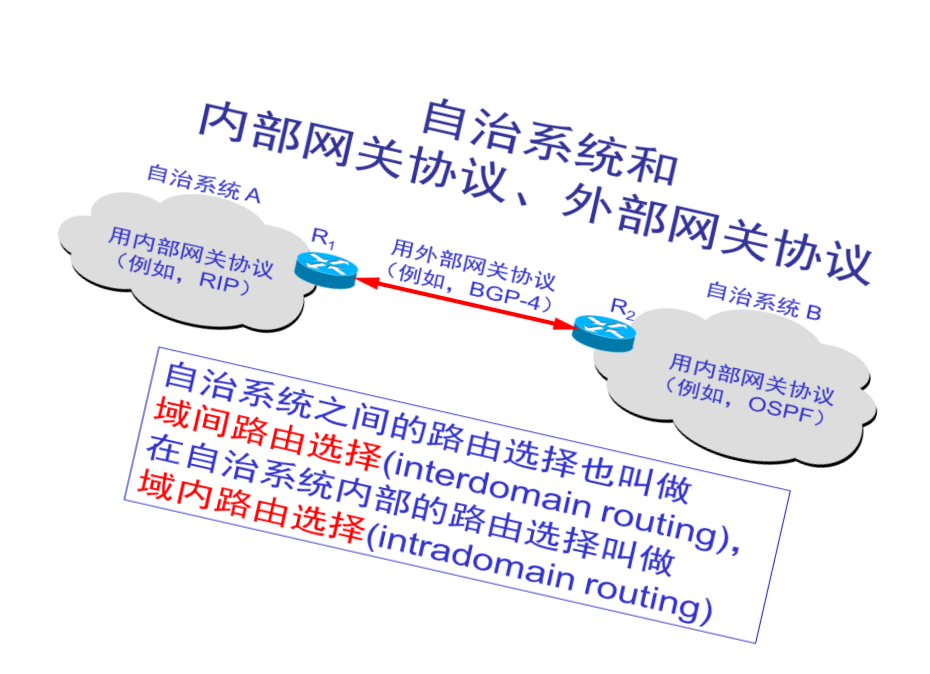 自治系统和
内部网关协议、外部网关协议
自治系统 A
用内部网关协议
（例如，RIP）
R1
用外部网关协议
（例如，BGP-4）
R2
自治系统 B
用内部网关协议
（例如，OSPF）
自治系统之间的路由选择也叫做
域间路由选择(interdomain routing)，
在自治系统内部的路由选择叫做
域内路由选择(intradomain routing)